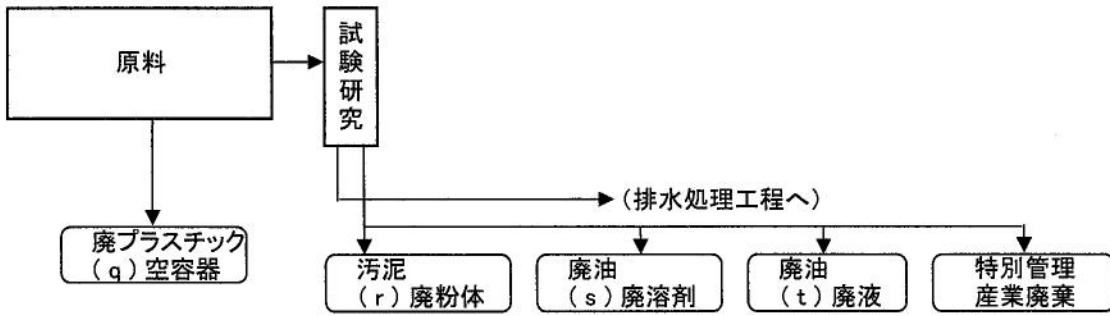 原料
試験研究
(排水処理工程へ)
廃プラスチック
(q)空容器
汚泥
(r)廃粉体
廃油
(s)廃溶剤
廃油
(t)廃液
特別管理
産業廃棄